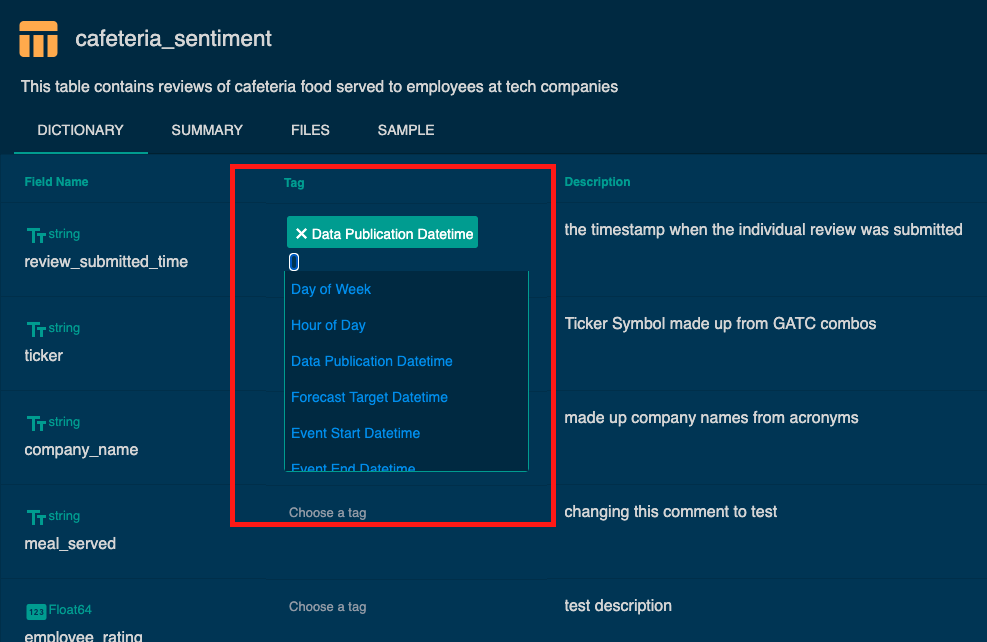 cafeteria_sentiment
This table contains reviews of cafeteria food served to employees at tech companies
DICTIONARY SUMMARY FILES SAMPLE
Field Name Tag Description
string
review_submitted_time
✕ Data Publication Datetime
the timestamp when the individual review was submitted
Day of Week
Hour of Day
Data Publication Datetime
Forecast Target Datetime
Event Start Datetime
Event End Datetime
string
ticker
Ticker Symbol made up from GATC combos
string
company_name
made up company names from acronyms
string
meal_served
Choose a tag
changing this comment to test
123 Float64
employee_rating
Choose a tag
test description